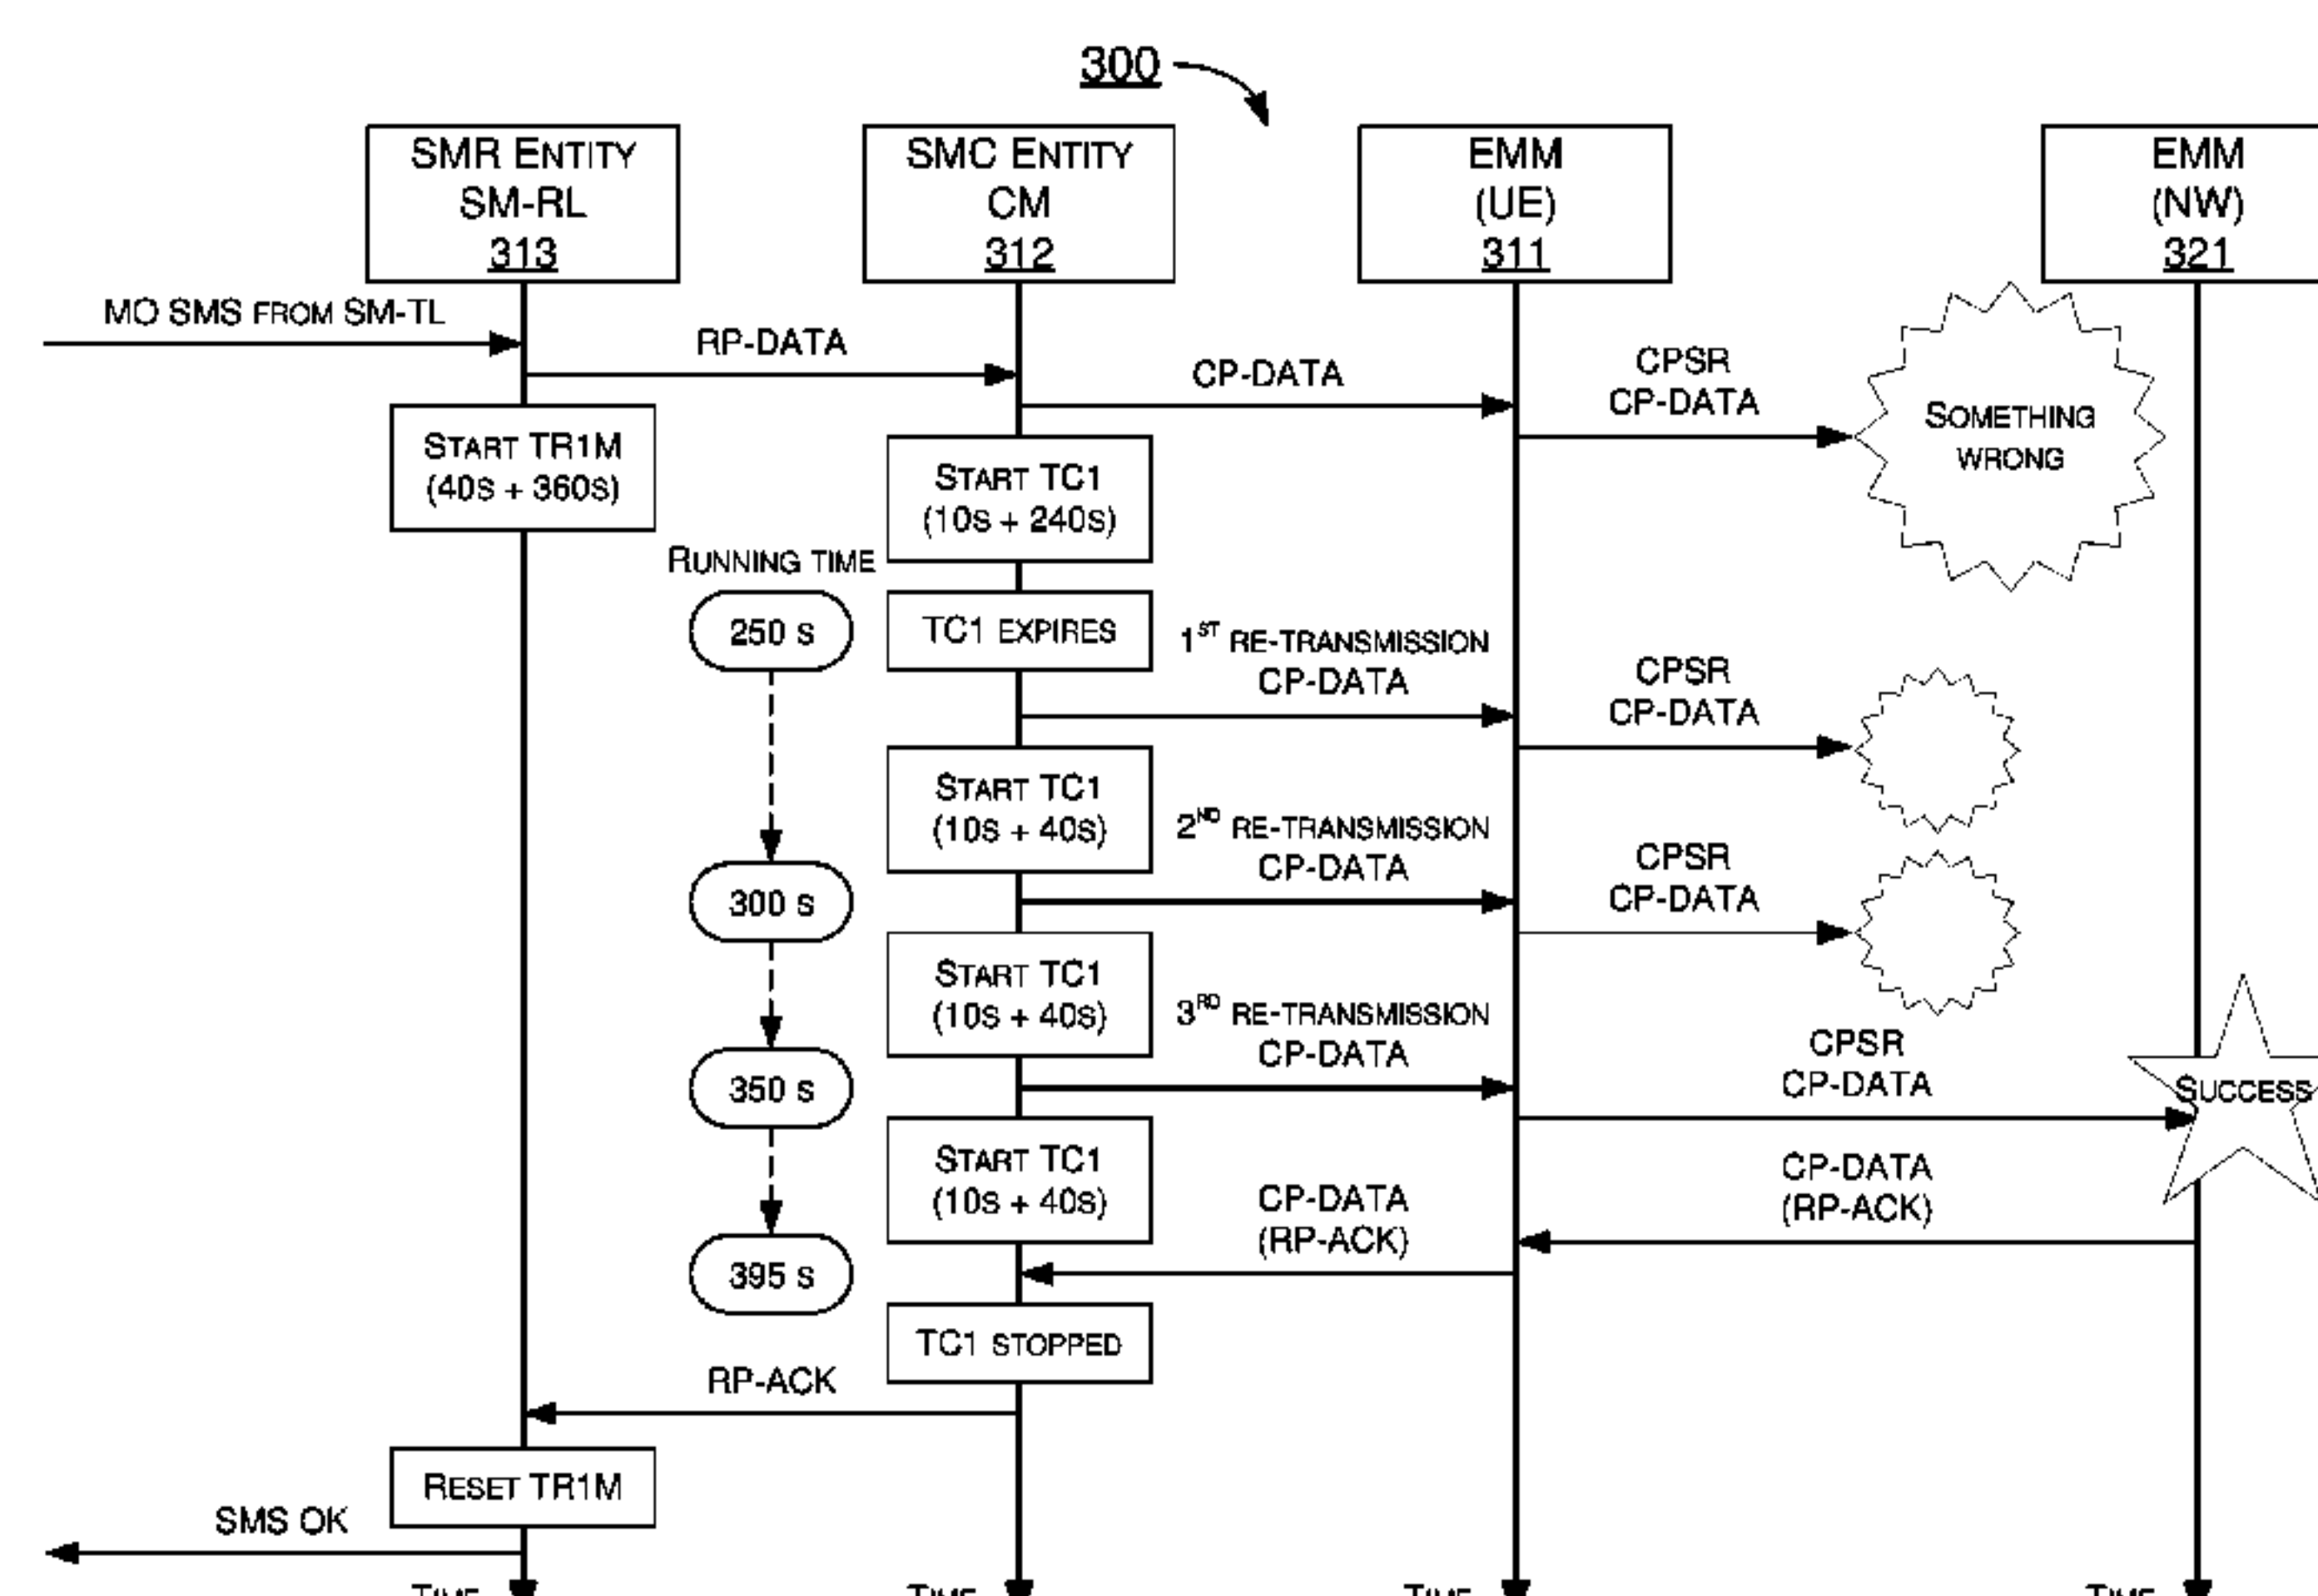 300
SMR ENTITY
SM-RL
313
SMC ENTITY
CM
312
EMM
(UE)
311
EMM
(NW)
321
MO SMS FROM SM-TL
RP-DATA
CP-DATA
CPSR
CP-DATA
SOMETHING
WRONG
START TR1M
(40S + 360S)
START TC1
(10S + 240S)
RUNNING TIME
250 S
TC1 EXPIRES
1ST RE-TRANSMISSION
CP-DATA
CPSR
CP-DATA
START TC1
(10S + 40S)
2ND RE-TRANSMISSION
CP-DATA
CPSR
CP-DATA
300 S
START TC1
(10S + 40S)
3RD RE-TRANSMISSION
CP-DATA
CPSR
CP-DATA
SUCCESS
350 S
START TC1
(10S + 40S)
CP-DATA
(RP-ACK)
CP-DATA
(RP-ACK)
395 S
TC1 STOPPED
RP-ACK
RESET TR1M
SMS OK
TIME
TIME
TIME
TIME